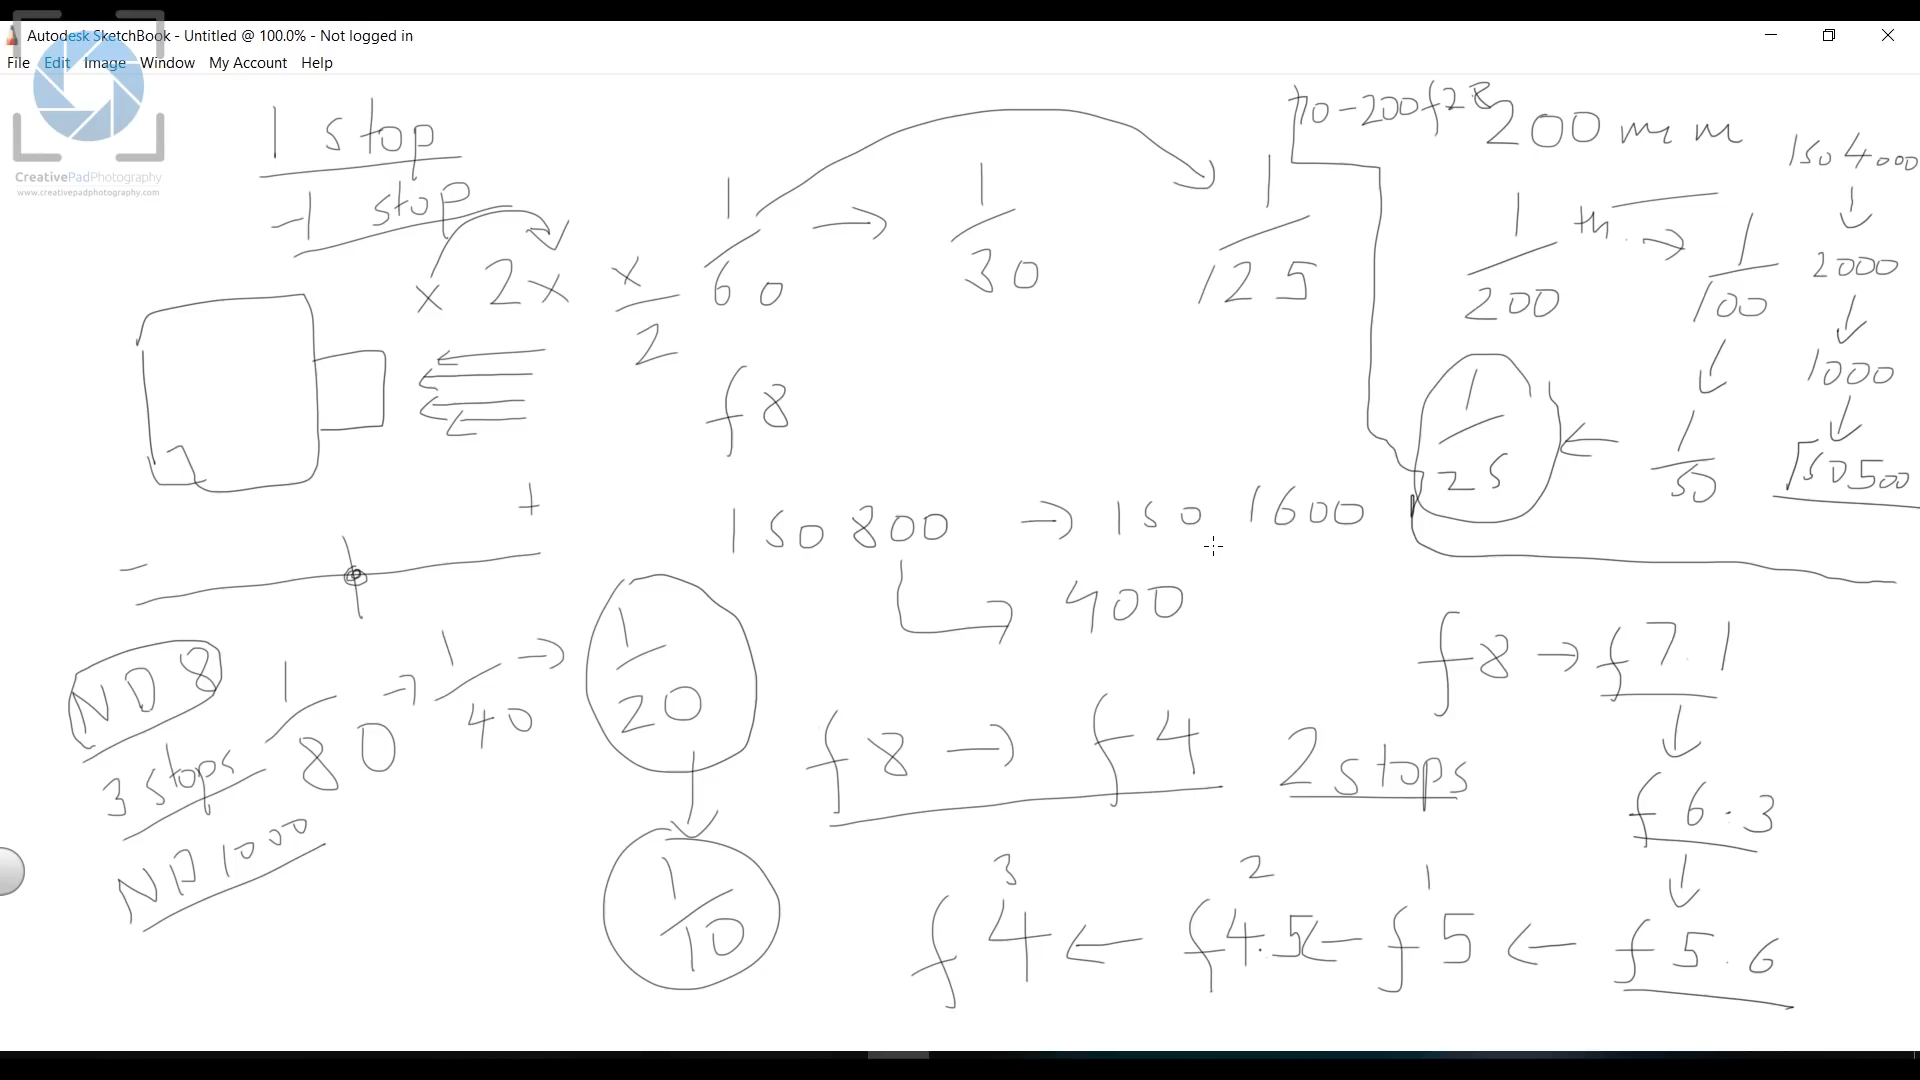 Autodesk SketchBook - Untitled @ 100.0% - Not logged in
File Edit Image Window My Account Help
CreativePadPhotography
www.creativepadphotography.com
1 stop
-1 stop
x 2x x/2
1/60 → 1/30 1/125
f8
ISO 800 → ISO 1600
400
70-200 f2.8 200 mm
1/200 th → 1/100
1/50
1/25
ISO 4000
2000
1000
ISO 500
- +
ND8
3 stops
ND1000
1/80 → 1/40 → 1/20
1/10
f8 → f4 2 stops
f8 → f7.1
f6.3
3 2 1
f4 ← f4.5 ← f5 ← f5.6